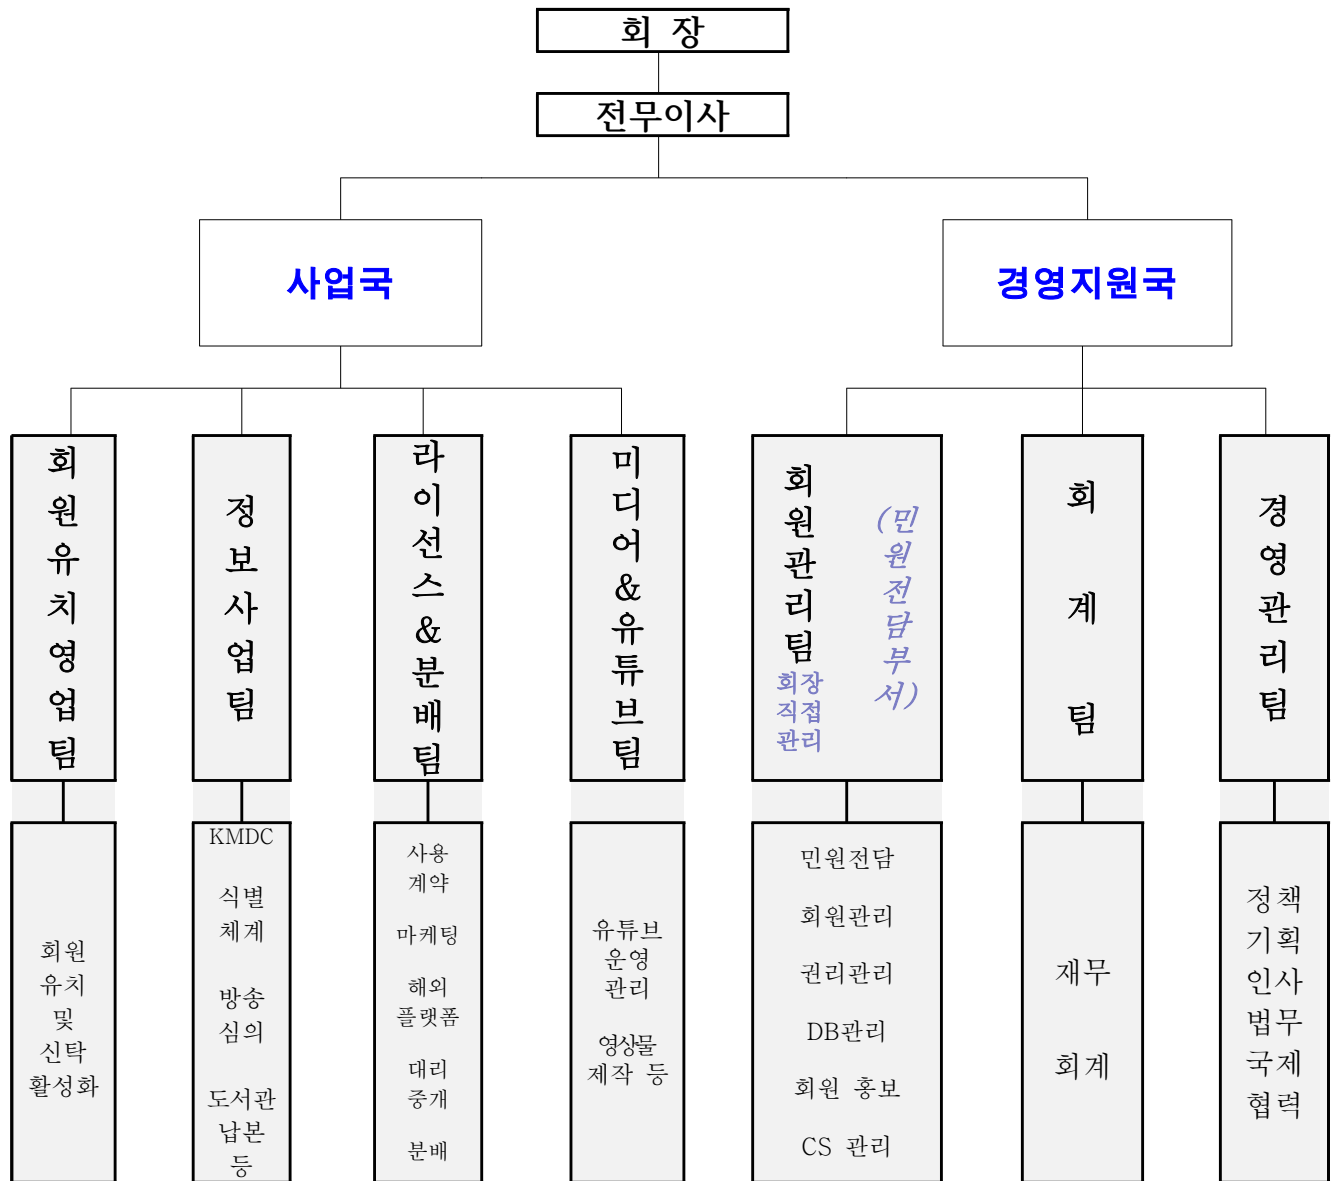 회 장
전무이사
사업국
경영지원국
회원유치영업팀
정보사업팀
라이선스&분배팀
미디어&유튜브팀
회원관리팀
회장
직접
관리
(민원전담부서)
회계팀
경영관리팀
회원
유치
및
신탁
활성화
KMDC
식별
체계
방송
심의
도서관
납본
등
사용
계약
마케팅
해외
플랫폼
대리
중개
분배
유튜브
운영
관리
영상물
제작 등
민원전담
회원관리
권리관리
DB관리
회원 홍보
CS 관리
재무
회계
정책
기획
인사
법무
국제
협력